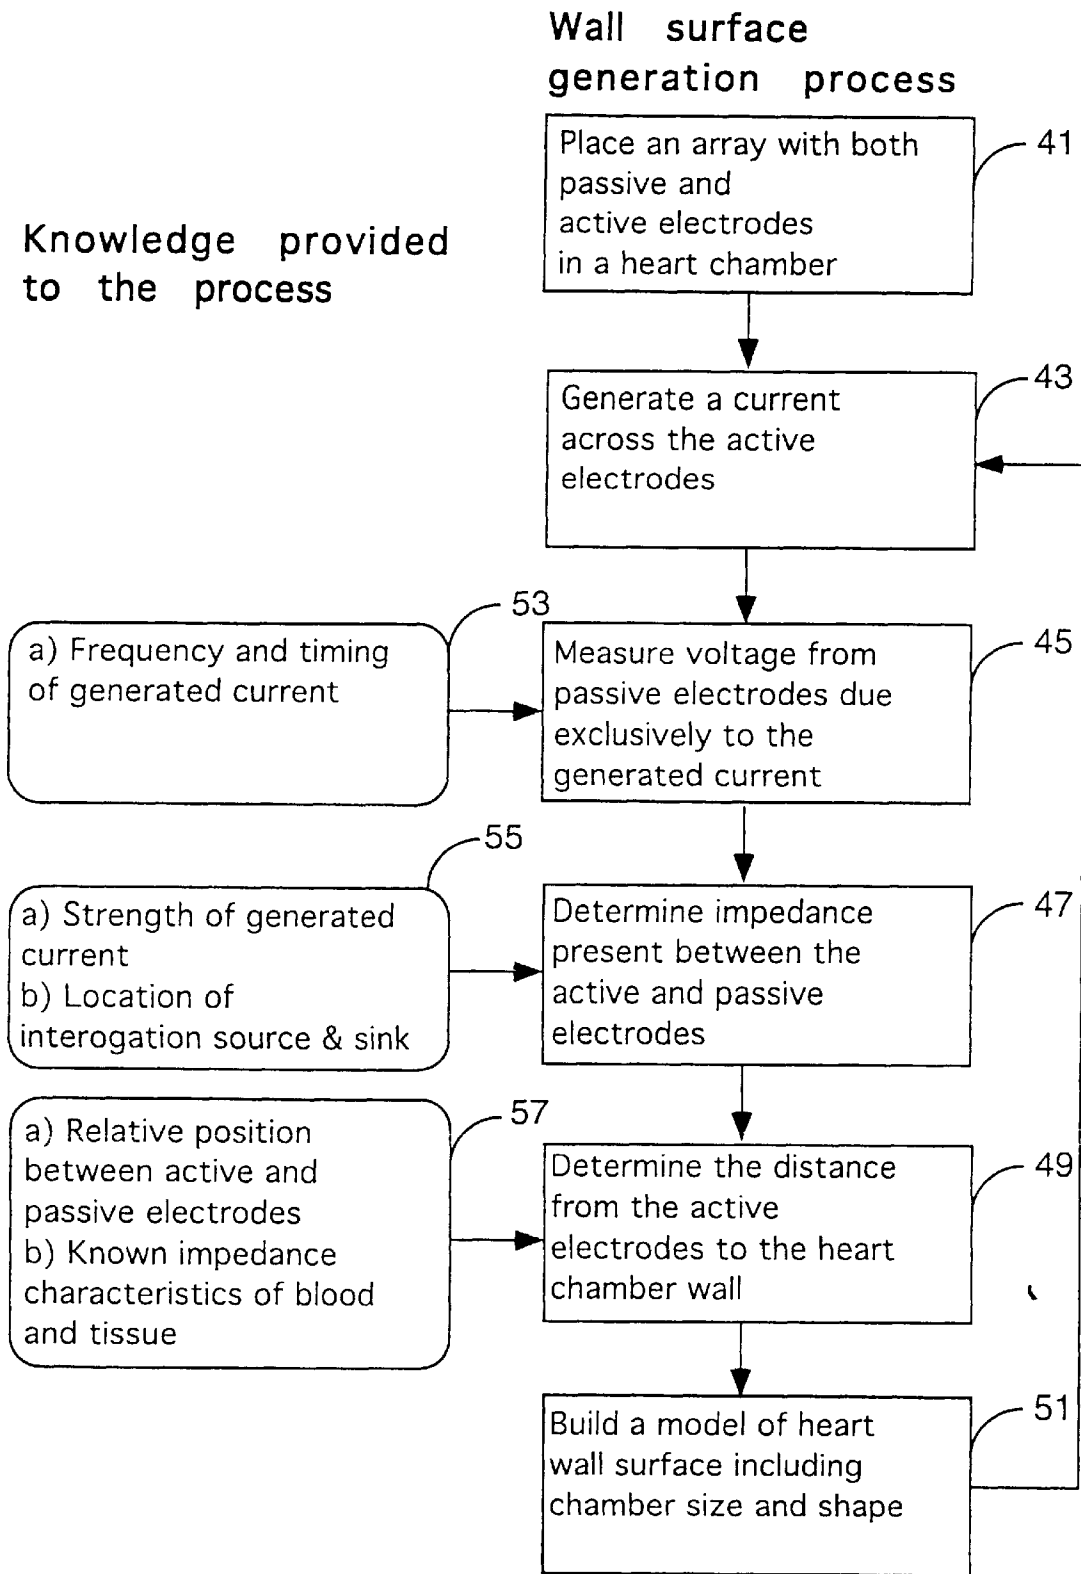 Wall surface
generation process
Place an array with both
passive and
active electrodes
in a heart chamber
41
Knowledge provided
to the process
Generate a current
across the active
electrodes
43
a) Frequency and timing
of generated current
53
Measure voltage from
passive electrodes due
exclusively to the
generated current
45
a) Strength of generated
current
b) Location of
interogation source & sink
55
Determine impedance
present between the
active and passive
electrodes
47
a) Relative position
between active and
passive electrodes
b) Known impedance
characteristics of blood
and tissue
57
Determine the distance
from the active
electrodes to the heart
chamber wall
49
Build a model of heart
wall surface including
chamber size and shape
51